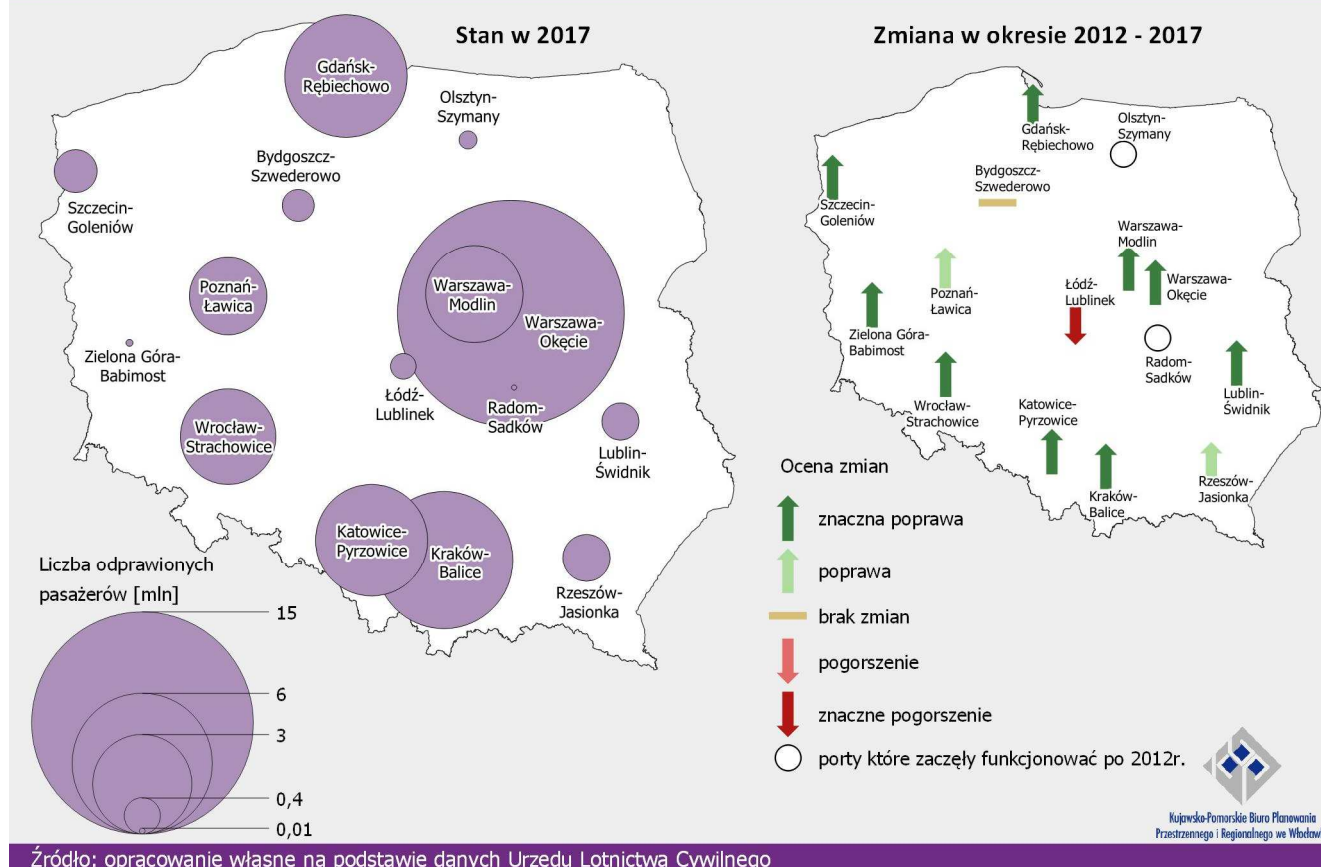 Stan w 2017
Gdańsk-
Rębiechowo
Olsztyn-
Szymany
Bydgoszcz-
Szwederowo
Szczecin-
Goleniów
Poznań-
Ławica
Warszawa-
Modlin
Warszawa-
Okęcie
Zielona Góra-
Babimost
Łódź-
Lublinek
Radom-
Sadków
Wrocław-
Strachowice
Lublin-
Świdnik
Katowice-
Pyrzowice
Kraków-
Balice
Rzeszów-
Jasionka
Liczba odprawionych
pasażerów [mln]
15
6
3
0,4
0,01
Zmiana w okresie 2012 - 2017
Gdańsk-
Rębiechowo
Olsztyn-
Szymany
Bydgoszcz-
Szwederowo
Szczecin-
Goleniów
Warszawa-
Modlin
Warszawa-
Okęcie
Poznań-
Ławica
Łódź-
Lublinek
Zielona Góra-
Babimost
Radom-
Sadków
Wrocław-
Strachowice
Katowice-
Pyrzowice
Lublin-
Świdnik
Kraków-
Balice
Rzeszów-
Jasionka
Ocena zmian
znaczna poprawa
poprawa
brak zmian
pogorszenie
znaczne pogorszenie
porty które zaczęły funkcjonować po 2012r.
Kujawsko-Pomorskie Biuro Planowania
Przestrzennego i Regionalnego we Włocław
Źródło: opracowanie własne na podstawie danych Urzędu Lotnictwa Cywilnego